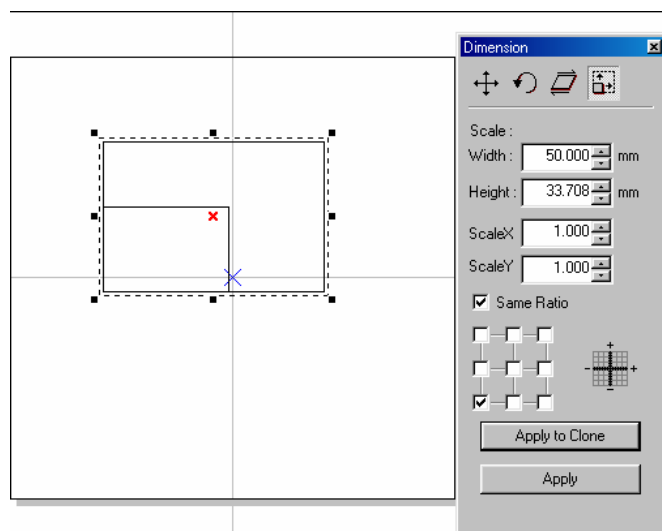 Dimension
Scale :
Width : 50.000 mm
Height : 33.708 mm
ScaleX 1.000
ScaleY 1.000
Same Ratio
+
- +
-
Apply to Clone
Apply